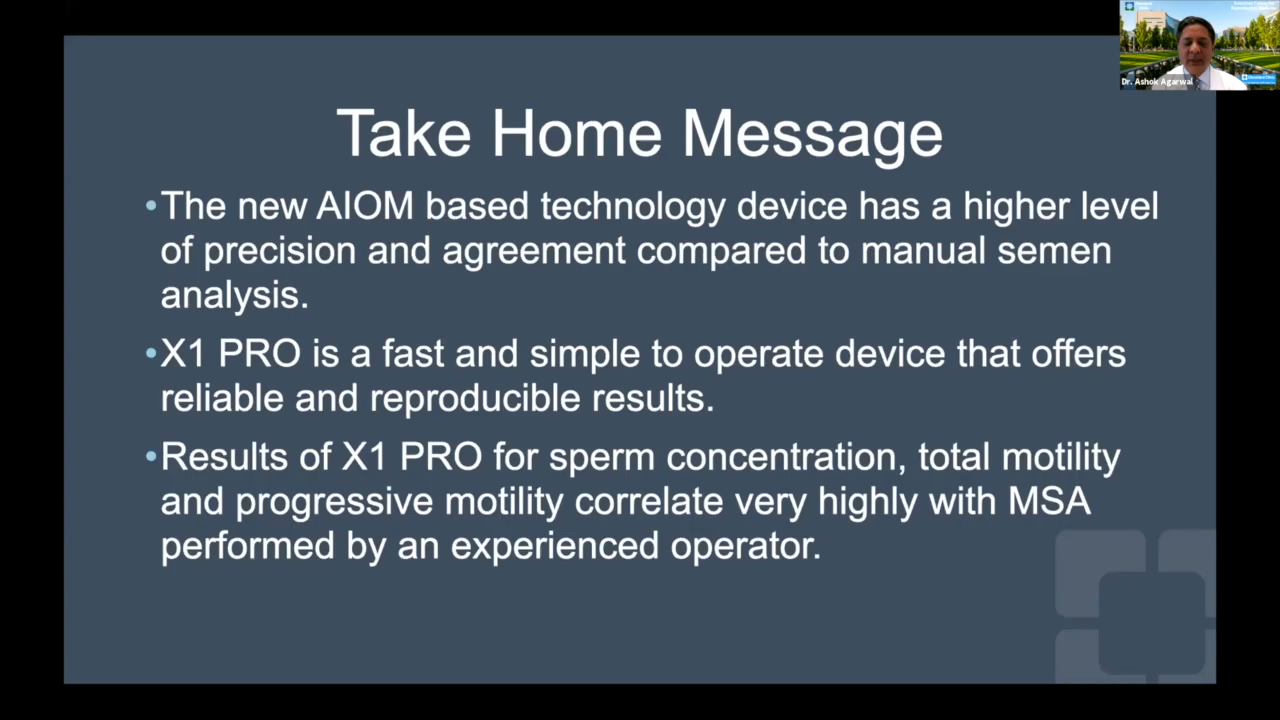 Take Home Message
•The new AIOM based technology device has a higher level
of precision and agreement compared to manual semen
analysis.
•X1 PRO is a fast and simple to operate device that offers
reliable and reproducible results.
•Results of X1 PRO for sperm concentration, total motility
and progressive motility correlate very highly with MSA
performed by an experienced operator.
Dr. Ashok Agarwal